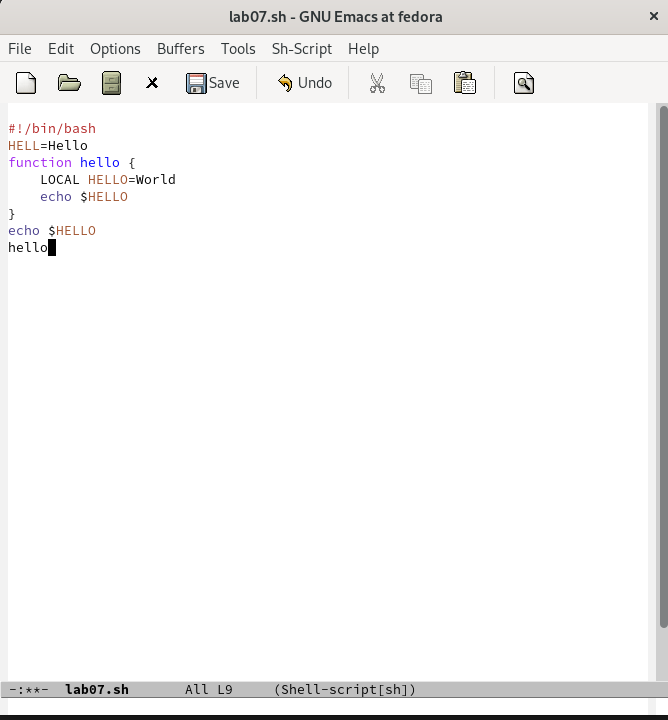 lab07.sh - GNU Emacs at fedora
File Edit Options Buffers Tools Sh-Script Help
Save Undo
#!/bin/bash
HELL=Hello
function hello {
    LOCAL HELLO=World
    echo $HELLO
}
echo $HELLO
hello
-:**- lab07.sh All L9 (Shell-script[sh])